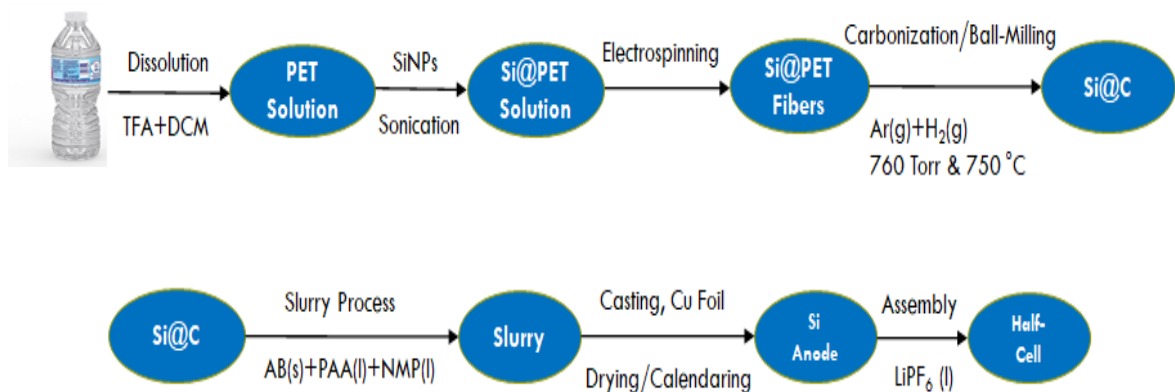 Dissolution
TFA+DCM
PET
Solution
SiNPs
Sonication
Si@PET
Solution
Electrospinning
Si@PET
Fibers
Carbonization/Ball-Milling
Ar(g)+H₂(g)
760 Torr & 750 °C
Si@C
Si@C
Slurry Process
AB(s)+PAA(l)+NMP(l)
Slurry
Casting, Cu Foil
Drying/Calendaring
Si
Anode
Assembly
LiPF₆ (l)
Half-
Cell